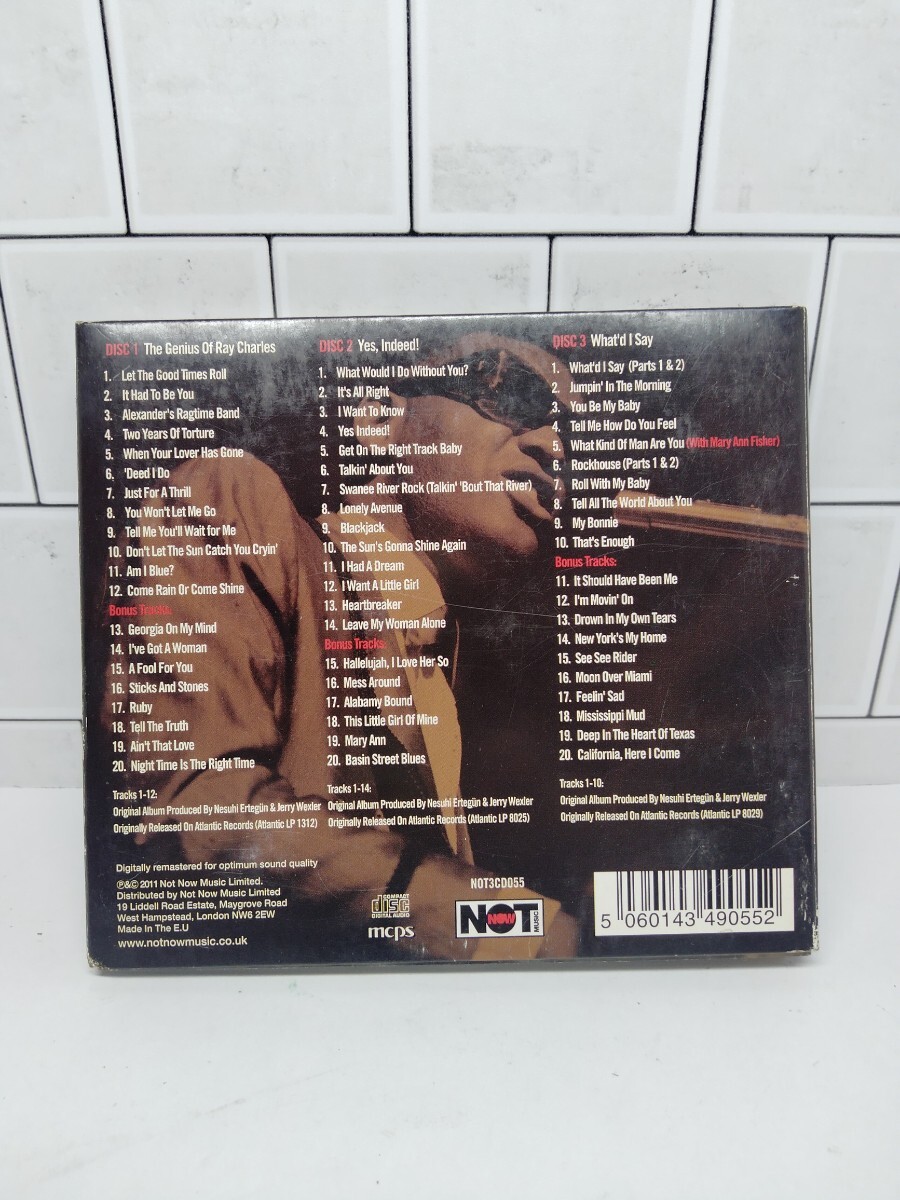 DISC 1 The Genius Of Ray Charles
1. Let The Good Times Roll
2. It Had To Be You
3. Alexander's Ragtime Band
4. Two Years Of Torture
5. When Your Lover Has Gone
6. 'Deed I Do
7. Just For A Thrill
8. You Won't Let Me Go
9. Tell Me You'll Wait for Me
10. Don't Let The Sun Catch You Cryin'
11. Am I Blue?
12. Come Rain Or Come Shine
Bonus Tracks:
13. Georgia On My Mind
14. I've Got A Woman
15. A Fool For You
16. Sticks And Stones
17. Ruby
18. Tell The Truth
19. Ain't That Love
20. Night Time Is The Right Time
Tracks 1-12:
Original Album Produced By Nesuhi Ertegün & Jerry Wexler
Originally Released On Atlantic Records (Atlantic LP 1312)
DISC 2 Yes, Indeed!
1. What Would I Do Without You?
2. It's All Right
3. I Want To Know
4. Yes Indeed!
5. Get On The Right Track Baby
6. Talkin' About You
7. Swanee River Rock (Talkin' 'Bout That River)
8. Lonely Avenue
9. Blackjack
10. The Sun's Gonna Shine Again
11. I Had A Dream
12. I Want A Little Girl
13. Heartbreaker
14. Leave My Woman Alone
Bonus Tracks:
15. Hallelujah, I Love Her So
16. Mess Around
17. Alabamy Bound
18. This Little Girl Of Mine
19. Mary Ann
20. Basin Street Blues
Tracks 1-14:
Original Album Produced By Nesuhi Ertegün & Jerry Wexler
Originally Released On Atlantic Records (Atlantic LP 8025)
DISC 3 What'd I Say
1. What'd I Say (Parts 1 & 2)
2. Jumpin' In The Morning
3. You Be My Baby
4. Tell Me How Do You Feel
5. What Kind Of Man Are You (With Mary Ann Fisher)
6. Rockhouse (Parts 1 & 2)
7. Roll With My Baby
8. Tell All The World About You
9. My Bonnie
10. That's Enough
Bonus Tracks:
11. It Should Have Been Me
12. I'm Movin' On
13. Drown In My Own Tears
14. New York's My Home
15. See See Rider
16. Moon Over Miami
17. Feelin' Sad
18. Mississippi Mud
19. Deep In The Heart Of Texas
20. California, Here I Come
Tracks 1-10:
Original Album Produced By Nesuhi Ertegün & Jerry Wexler
Originally Released On Atlantic Records (Atlantic LP 8029)
Digitally remastered for optimum sound quality
℗&© 2011 Not Now Music Limited.
Distributed by Not Now Music Limited
19 Liddell Road Estate, Maygrove Road
West Hampstead, London NW6 2EW
Made In The E.U
www.notnowmusic.co.uk
COMPACT
disc
DIGITAL AUDIO
mcps
NOT3CD055
NOT NOW MUSIC
5 060143 490552